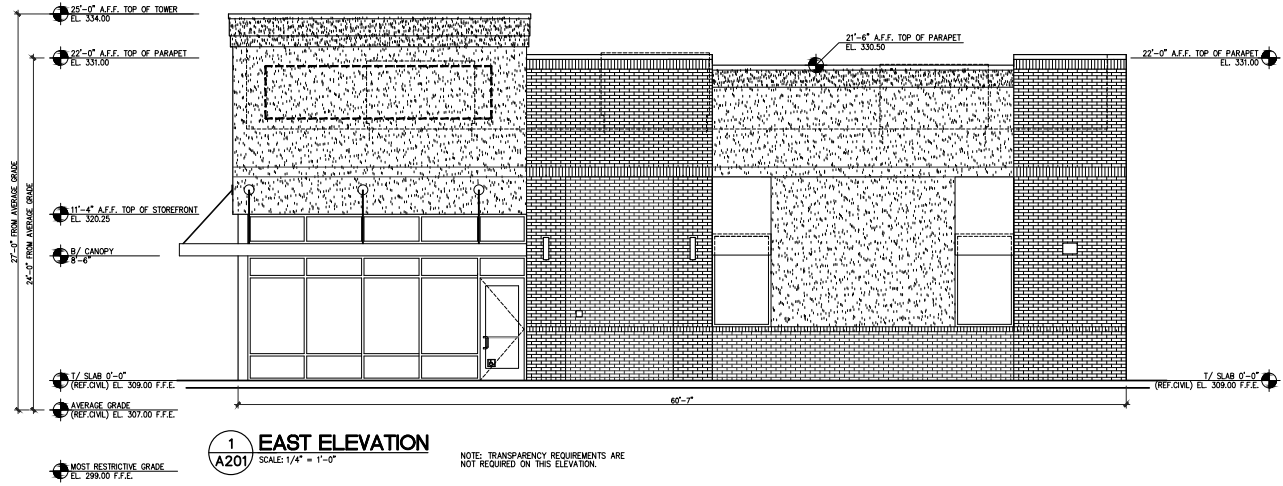 25'-0" A.F.F. TOP OF TOWER
EL. 334.00
22'-0" A.F.F. TOP OF PARAPET
EL. 331.00
21'-6" A.F.F. TOP OF PARAPET
EL. 330.50
22'-0" A.F.F. TOP OF PARAPET
EL. 331.00
27'-0" FROM AVERAGE GRADE
24'-0" FROM AVERAGE GRADE
11'-4" A.F.F. TOP OF STOREFRONT
EL. 320.25
B/ CANOPY
8'-6"
T/ SLAB 0'-0"
(REF.CIVIL) EL. 309.00 F.F.E.
T/ SLAB 0'-0"
(REF.CIVIL) EL. 309.00 F.F.E.
AVERAGE GRADE
(REF.CIVIL) EL. 307.00 F.F.E.
60'-7"
1
A201
EAST ELEVATION
SCALE: 1/4" = 1'-0"
NOTE: TRANSPARENCY REQUIREMENTS ARE
NOT REQUIRED ON THIS ELEVATION.
MOST RESTRICTIVE GRADE
EL. 299.00 F.F.E.